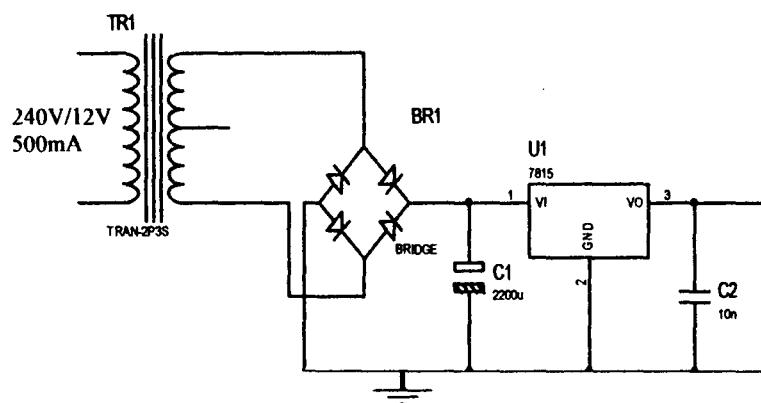 TR1
240V/12V
500mA
TRAN-2P3S
BR1
BRIDGE
U1
7815
1
VI
VO
3
GND
2
C1
2200u
C2
10n